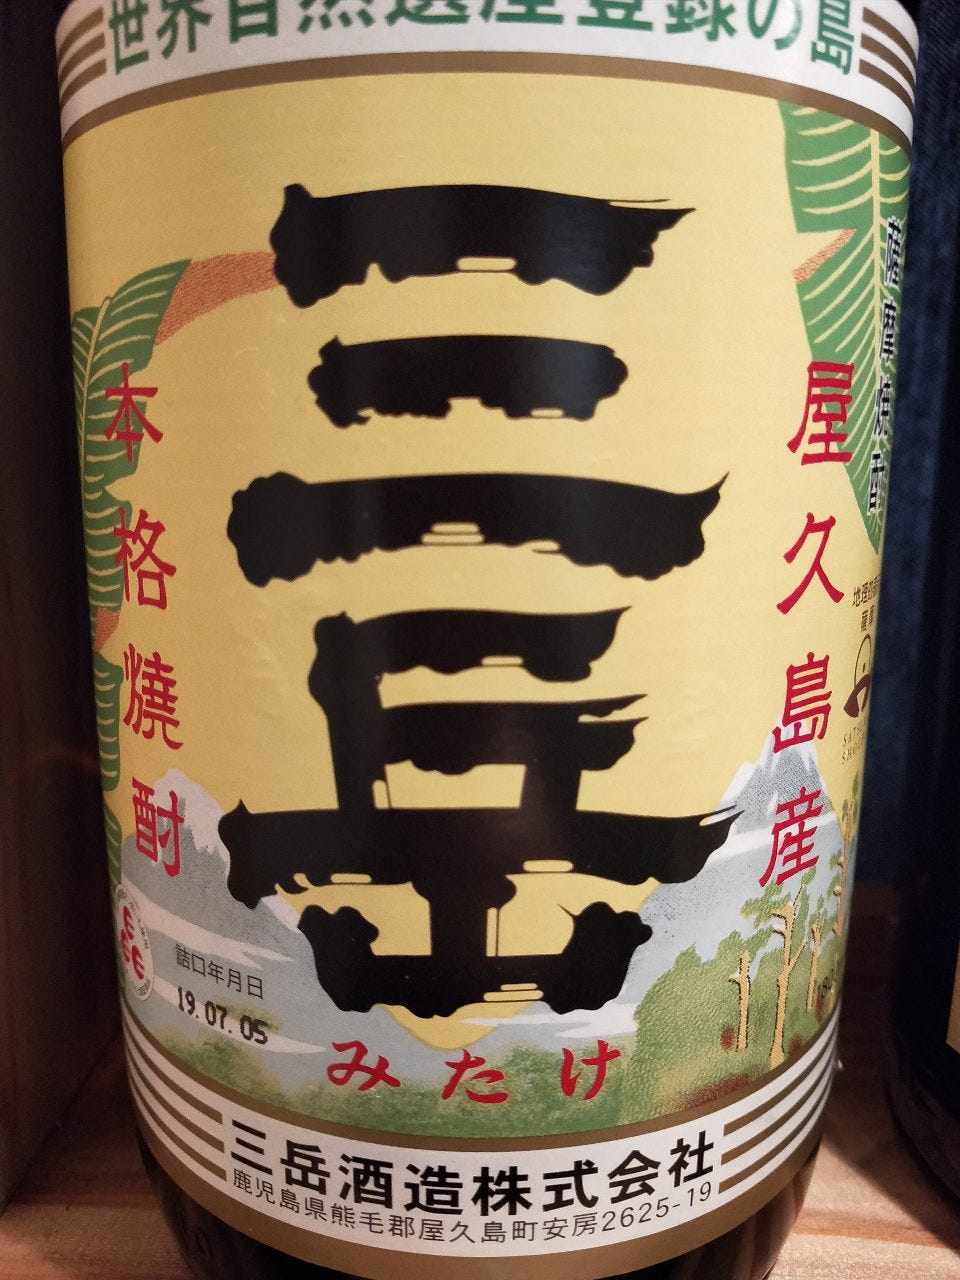 世界自然遺産登録の島
三岳
薩摩焼酎
屋久島産
本格焼酎
詰口年月日
19.07.05
みたけ
三岳酒造株式会社
鹿児島県熊毛郡屋久島町安房2625-19